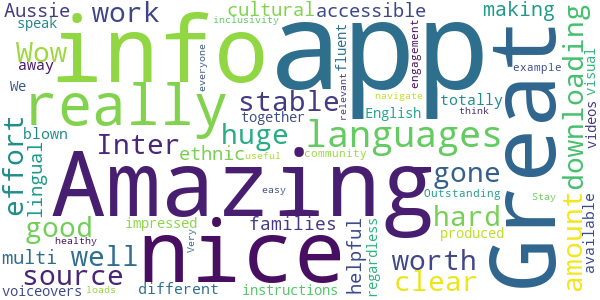 Aussie
work
cultural
accessible
making
speak
inclusivity
Wow
info
app
Great
away
everyone
fluent
engagement
example
downloading
visual
videos
We
really
stable
relevant
English
totally
navigate
think
blown
together
effort
lingual
Inter
huge
languages
ethnic
useful
community
gone
Amazing
Outstanding
Stay
available
amount
good
impressed
families
helpful
regardless
hard
produced
healthy
Very
easy
nice
multi
well
worth
source
clear
voiceovers
loads
different
instructions